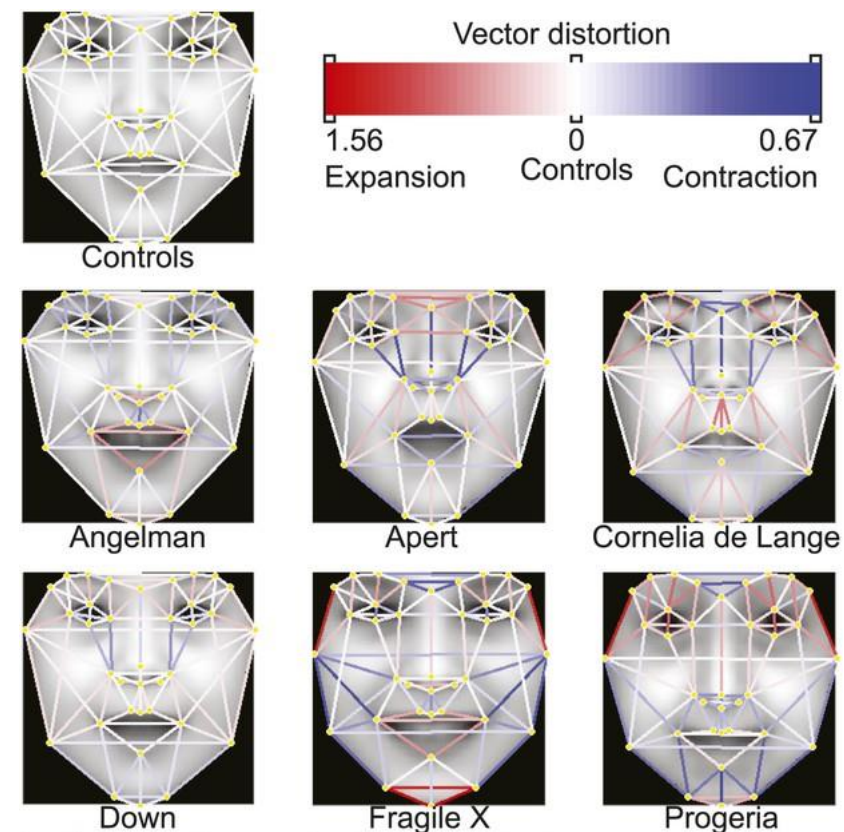 Vector distortion
1.56 0 0.67
Expansion Controls Contraction
Controls
Angelman Apert Cornelia de Lange
Down Fragile X Progeria